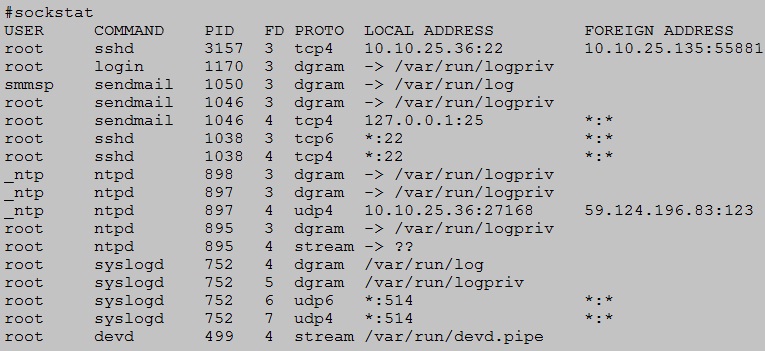 #sockstat
USER     COMMAND    PID   FD PROTO  LOCAL ADDRESS         FOREIGN ADDRESS
root     sshd       3157  3  tcp4   10.10.25.36:22        10.10.25.135:55881
root     login      1170  3  dgram  -> /var/run/logpriv
smmsp    sendmail   1050  3  dgram  -> /var/run/log
root     sendmail   1046  3  dgram  -> /var/run/logpriv
root     sendmail   1046  4  tcp4   127.0.0.1:25          *:*
root     sshd       1038  3  tcp6   *:22                  *:*
root     sshd       1038  4  tcp4   *:22                  *:*
_ntp     ntpd       898   3  dgram  -> /var/run/logpriv
_ntp     ntpd       897   3  dgram  -> /var/run/logpriv
_ntp     ntpd       897   4  udp4   10.10.25.36:27168     59.124.196.83:123
root     ntpd       895   3  dgram  -> /var/run/logpriv
root     ntpd       895   4  stream -> ??
root     syslogd    752   4  dgram  /var/run/log
root     syslogd    752   5  dgram  /var/run/logpriv
root     syslogd    752   6  udp6   *:514                 *:*
root     syslogd    752   7  udp4   *:514                 *:*
root     devd       499   4  stream /var/run/devd.pipe